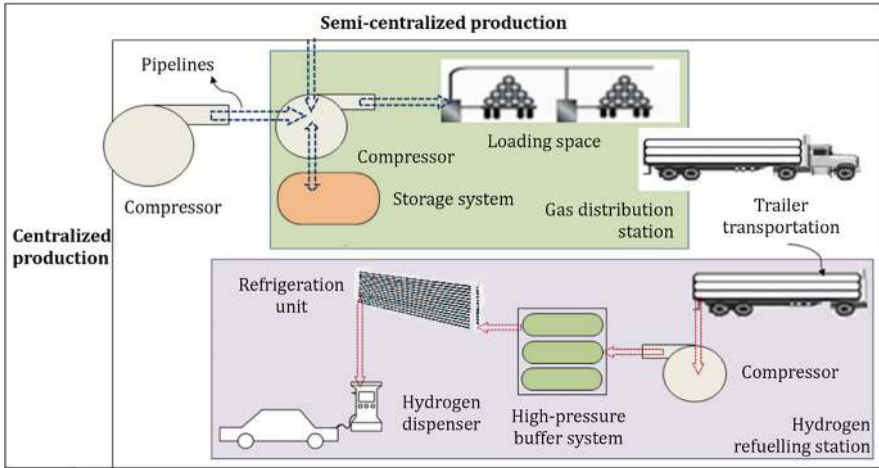 Semi-centralized production
Pipelines
Loading space
Compressor
Compressor
Storage system
Gas distribution
station
Trailer
transportation
Centralized
production
Refrigeration
unit
Compressor
Hydrogen
dispenser
High-pressure
buffer system
Hydrogen
refuelling station